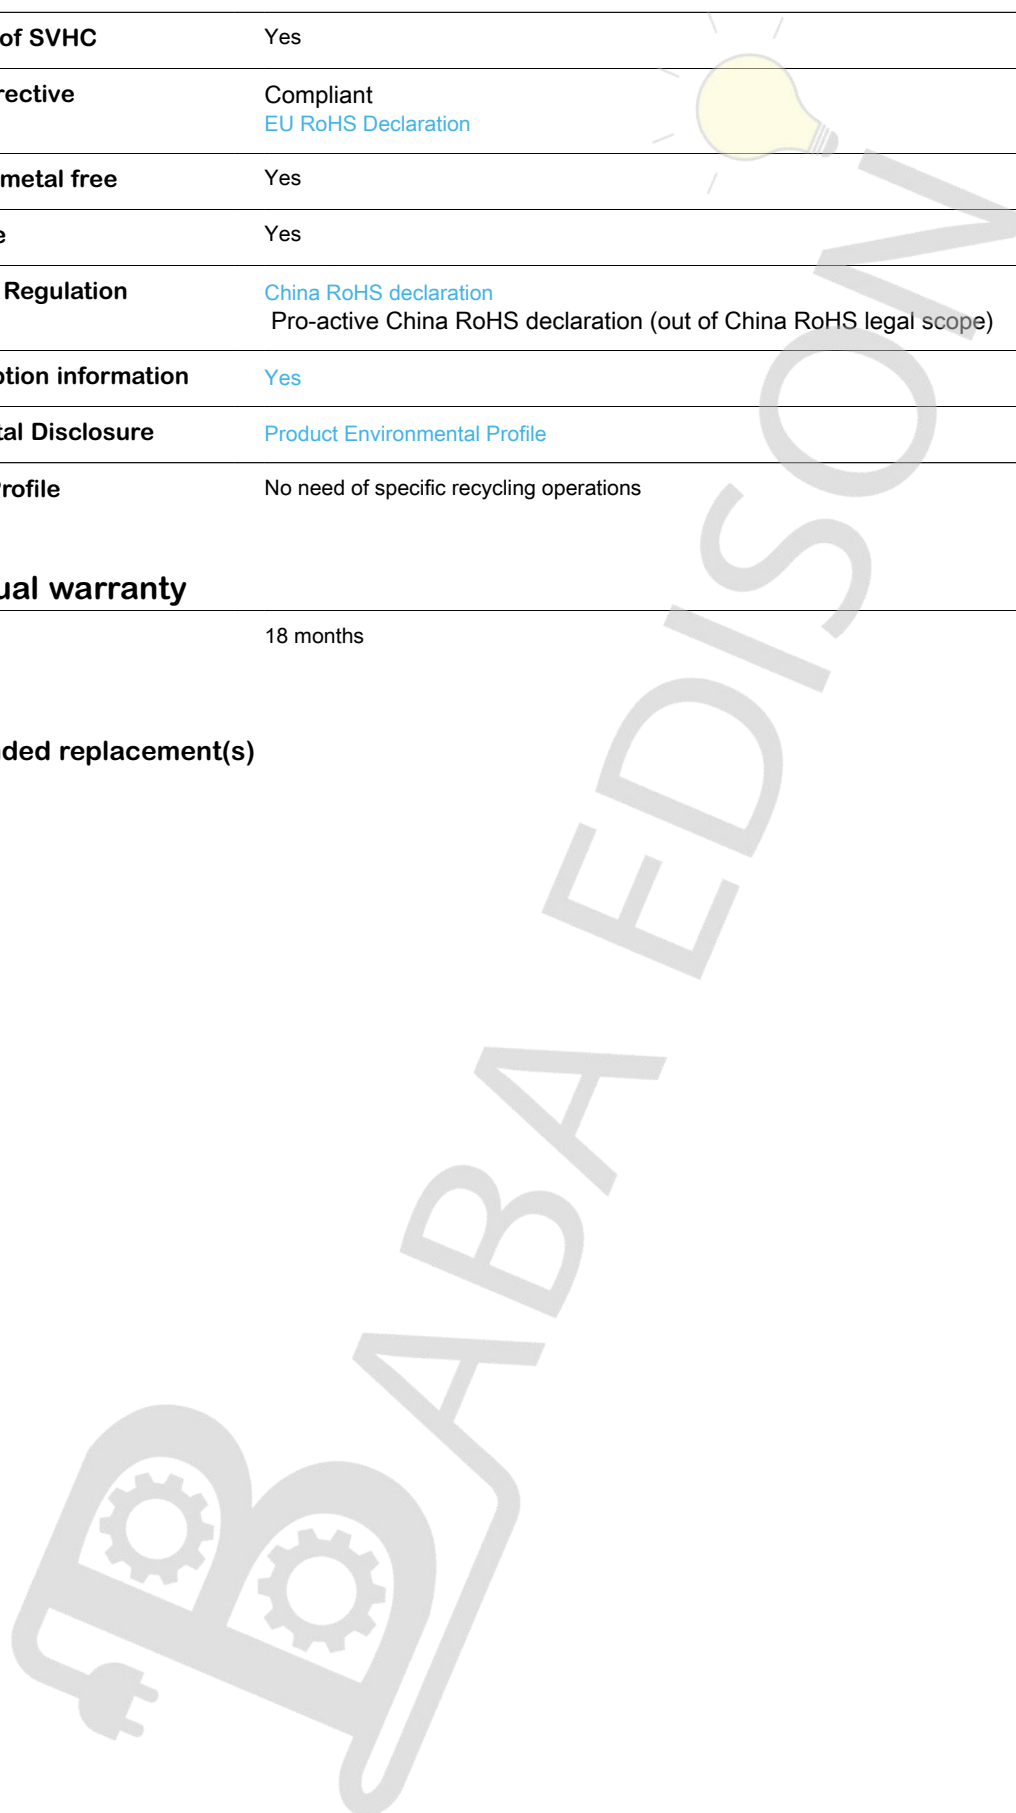 of SVHC Yes
rective Compliant
EU RoHS Declaration
metal free Yes
e Yes
Regulation China RoHS declaration
Pro-active China RoHS declaration (out of China RoHS legal scope)
tion information Yes
tal Disclosure Product Environmental Profile
rofile No need of specific recycling operations
ual warranty
18 months
ded replacement(s)
BABA EDISON